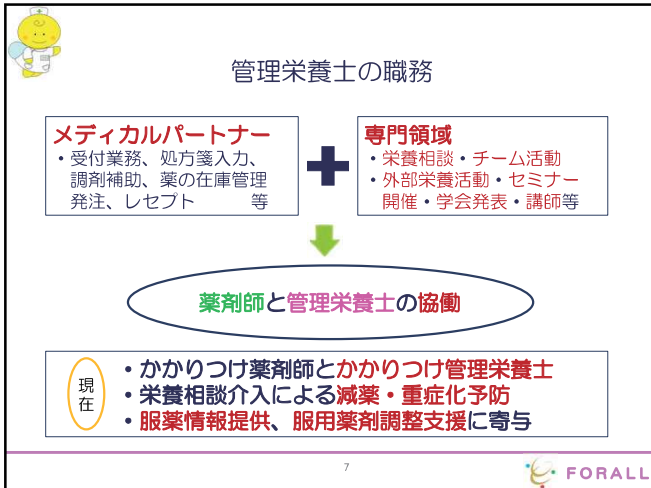 管理栄養士の職務
メディカルパートナー
・受付業務、処方箋入力、
調剤補助、薬の在庫管理
発注、レセプト 等
専門領域
・栄養相談・チーム活動
・外部栄養活動・セミナー
開催・学会発表・講師等
薬剤師と管理栄養士の協働
現在
・かかりつけ薬剤師とかかりつけ管理栄養士
・栄養相談介入による減薬・重症化予防
・服薬情報提供、服用薬剤調整支援に寄与
7
FORALL